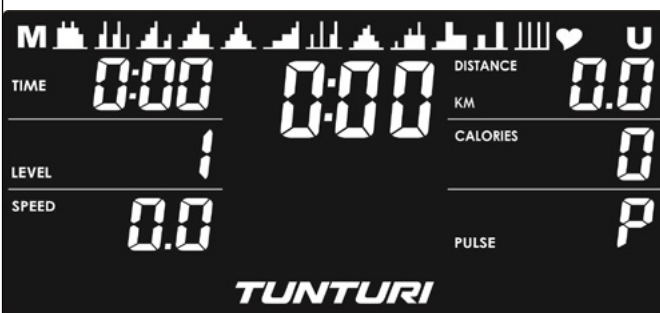 M U
TIME 0:00 0:00 DISTANCE KM 0.0
LEVEL 1 CALORIES 0
SPEED 0.0 PULSE P
TUNTURI